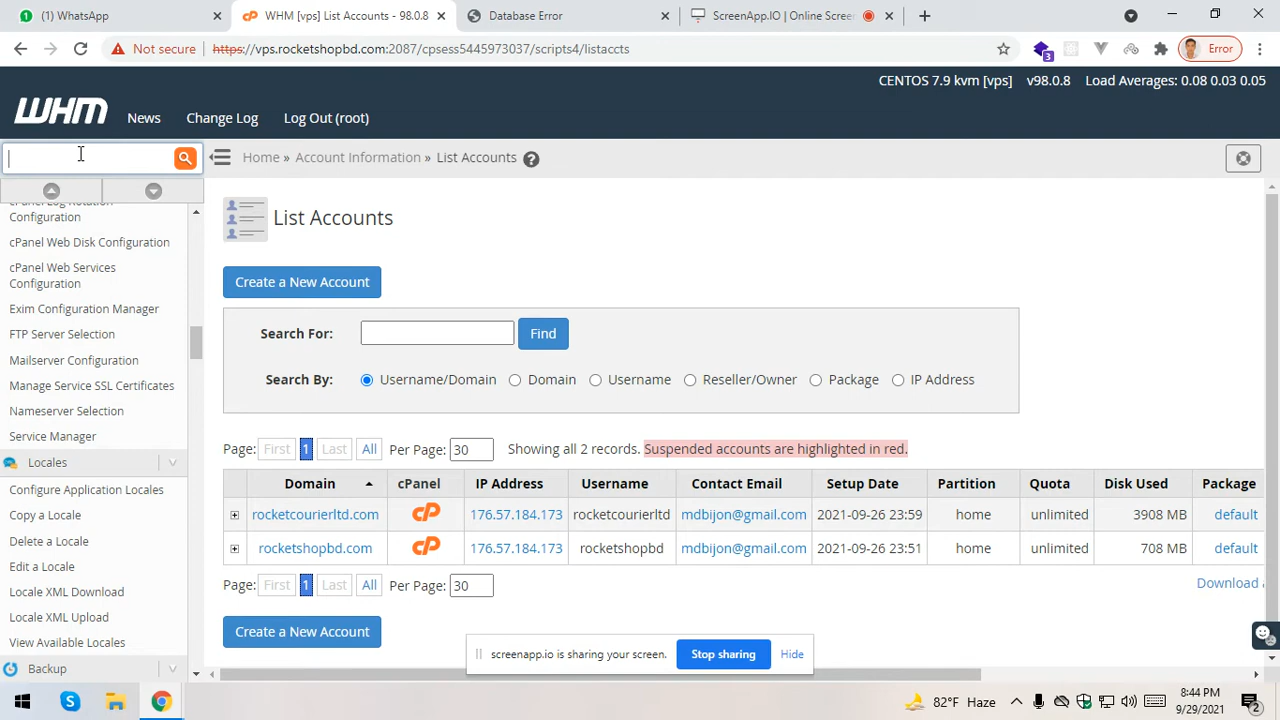 (1) WhatsApp
WHM [vps] List Accounts - 98.0.8
Database Error
ScreenApp.IO | Online Scree
Not secure
https://vps.rocketshopbd.com:2087/cpsess5445973037/scripts4/listaccts
3
Error
CENTOS 7.9 kvm [vps] v98.0.8 Load Averages: 0.08 0.03 0.05
WHM
News Change Log Log Out (root)
Home » Account Information » List Accounts
cPanel Log Rotation
Configuration
cPanel Web Disk Configuration
cPanel Web Services
Configuration
Exim Configuration Manager
FTP Server Selection
Mailserver Configuration
Manage Service SSL Certificates
Nameserver Selection
Service Manager
Locales
Configure Application Locales
Copy a Locale
Delete a Locale
Edit a Locale
Locale XML Download
Locale XML Upload
View Available Locales
Backup
List Accounts
Create a New Account
Search For: Find
Search By: Username/Domain Domain Username Reseller/Owner Package IP Address
Page: First 1 Last All Per Page: 30 Showing all 2 records. Suspended accounts are highlighted in red.
Domain cPanel IP Address Username Contact Email Setup Date Partition Quota Disk Used Package
rocketcourierltd.com cP 176.57.184.173 rocketcourierltd mdbijon@gmail.com 2021-09-26 23:59 home unlimited 3908 MB default
rocketshopbd.com cP 176.57.184.173 rocketshopbd mdbijon@gmail.com 2021-09-26 23:51 home unlimited 708 MB default
Page: First 1 Last All Per Page: 30
Download
Create a New Account
screenapp.io is sharing your screen. Stop sharing Hide
82°F Haze
8:44 PM
9/29/2021
2